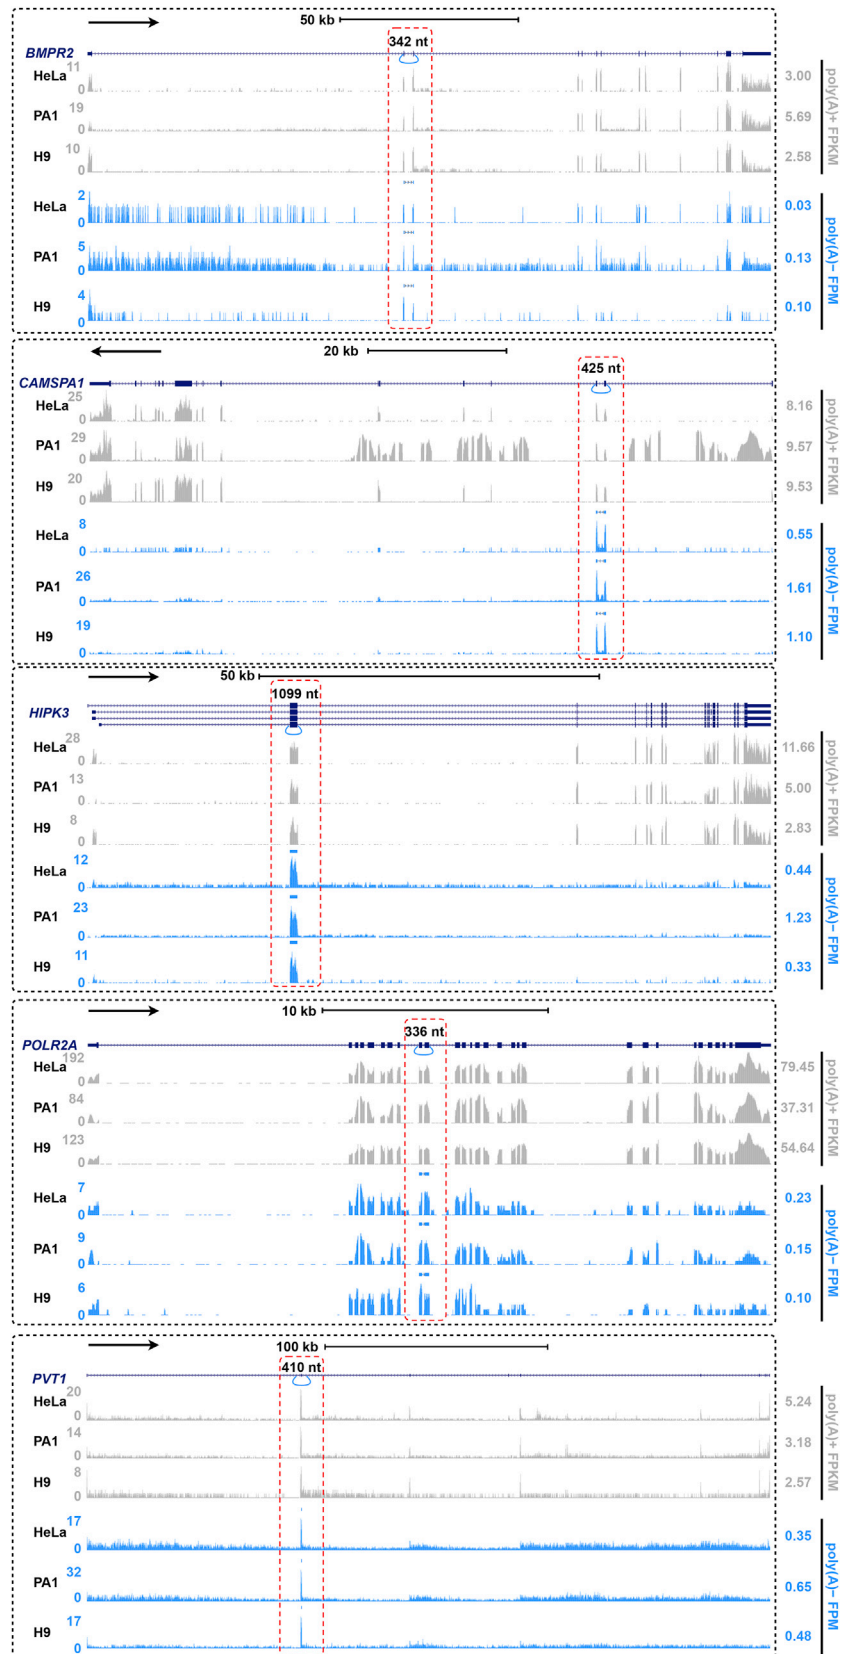 50 kb
342 nt
BMPR2
HeLa 11 0 3.00
PA1 19 0 5.69
H9 10 0 2.58
poly(A)+ FPKM
HeLa 2 0 0.03
PA1 5 0 0.13
H9 4 0 0.10
poly(A)− FPM
20 kb
425 nt
CAMSPA1
HeLa 25 0 8.16
PA1 29 0 9.57
H9 20 0 9.53
poly(A)+ FPKM
HeLa 8 0 0.55
PA1 26 0 1.61
H9 19 0 1.10
poly(A)− FPM
50 kb
1099 nt
HIPK3
HeLa 28 0 11.66
PA1 13 0 5.00
H9 8 0 2.83
poly(A)+ FPKM
HeLa 12 0 0.44
PA1 23 0 1.23
H9 11 0 0.33
poly(A)− FPM
10 kb
336 nt
POLR2A
HeLa 192 0 79.45
PA1 84 0 37.31
H9 123 0 54.64
poly(A)+ FPKM
HeLa 7 0 0.23
PA1 9 0 0.15
H9 6 0 0.10
poly(A)− FPM
100 kb
410 nt
PVT1
HeLa 20 0 5.24
PA1 14 0 3.18
H9 8 0 2.57
poly(A)+ FPKM
HeLa 17 0 0.35
PA1 32 0 0.65
H9 17 0 0.48
poly(A)− FPM